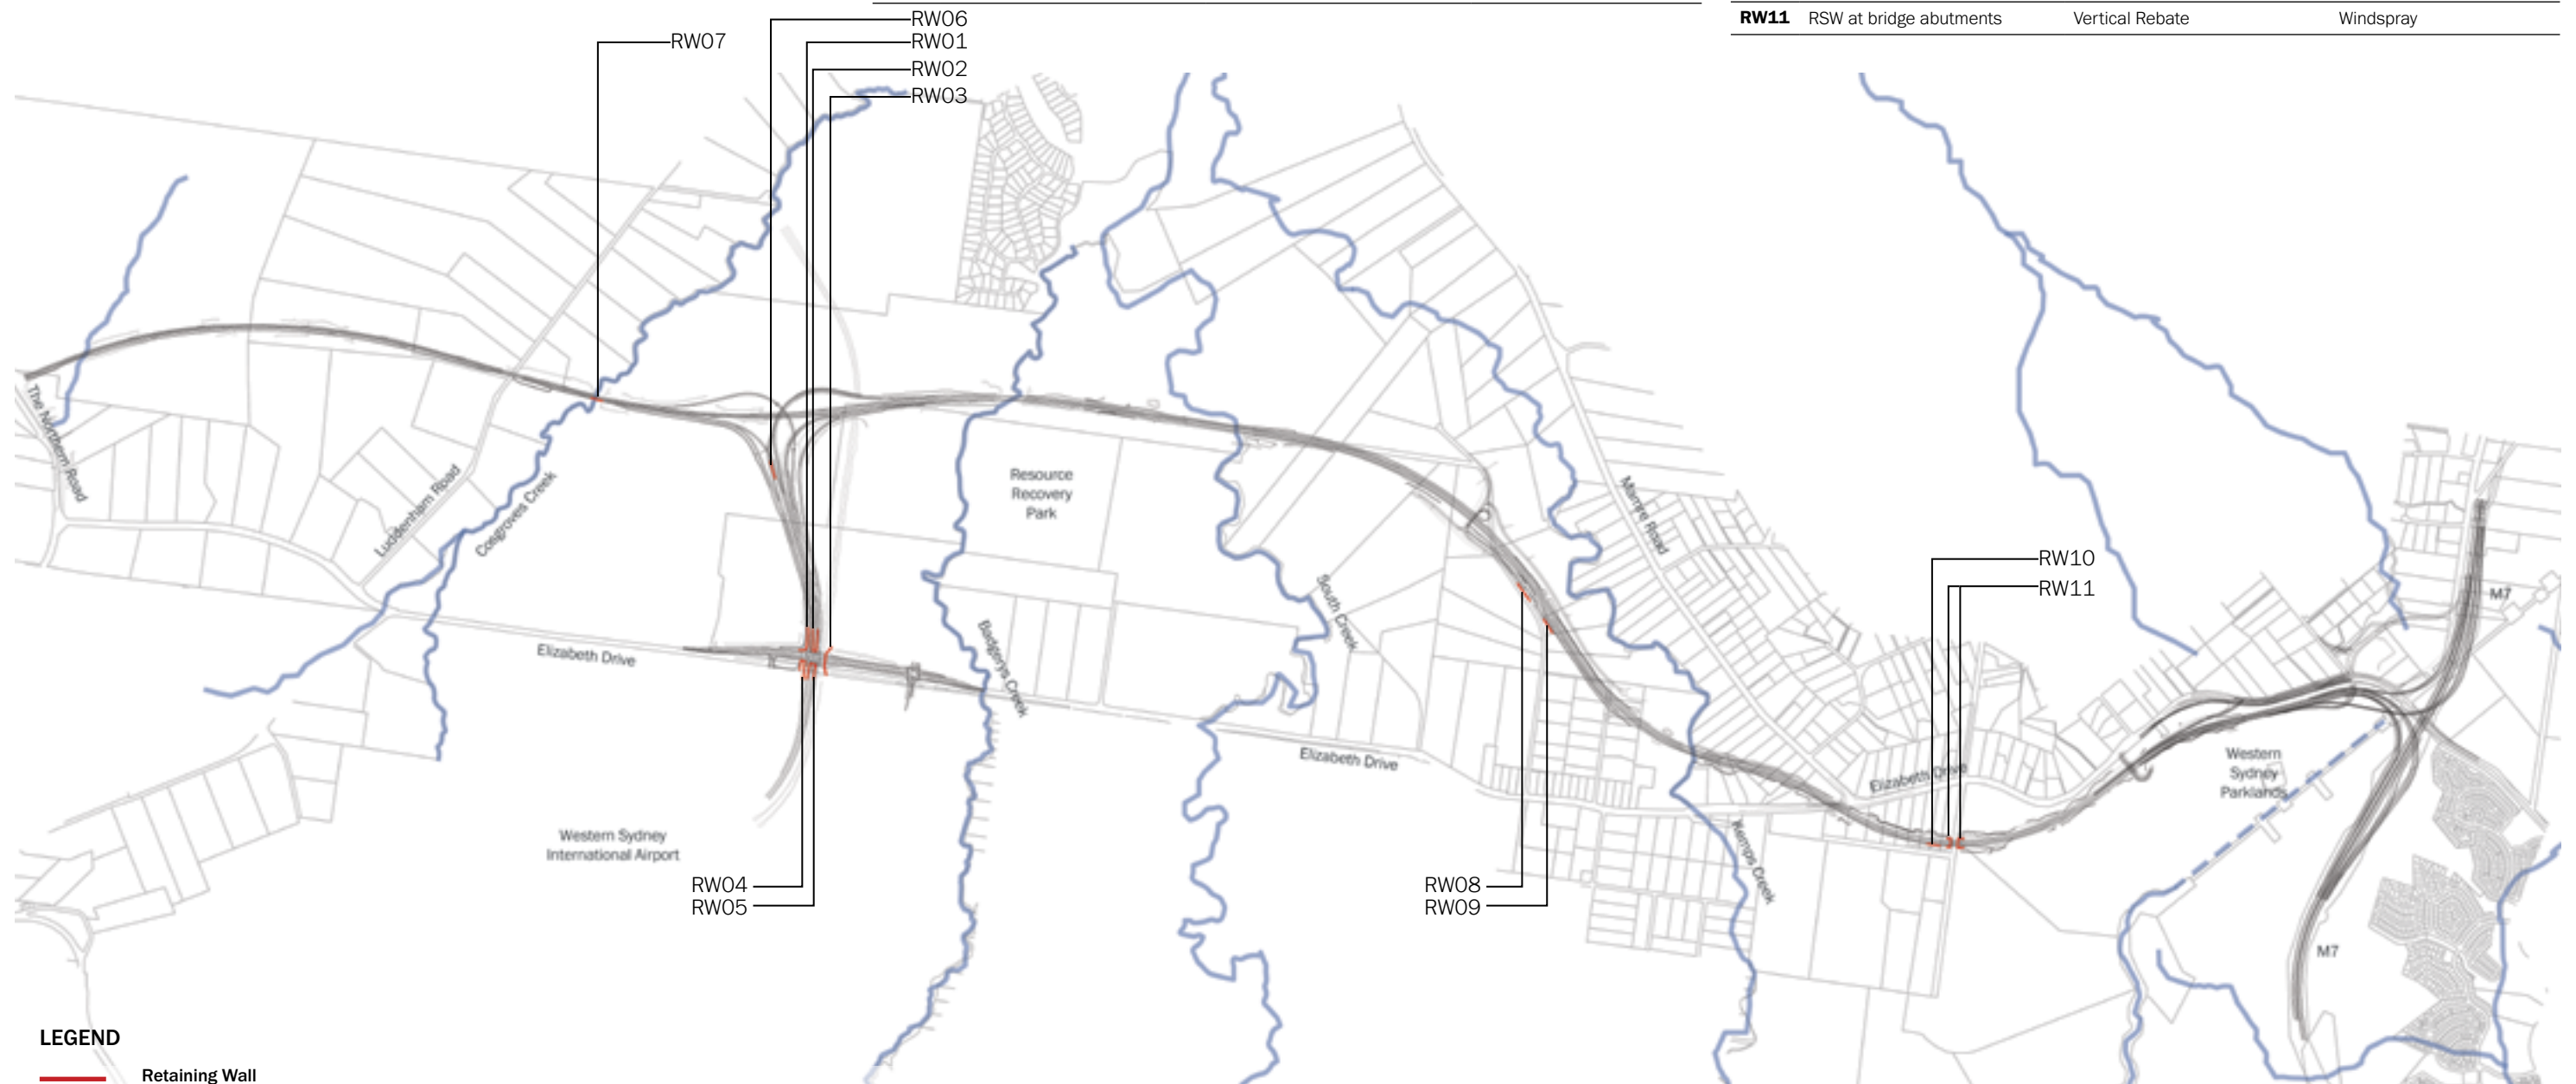 RW06
RW11 RSW at bridge abutments Vertical Rebate Windspray
RW07
RW01
RW02
RW03
The Northern Road
Luddenham Road
Cosgroves Creek
Resource
Recovery
Park
Mamre Road
South Creek
Badgerys Creek
RW10
RW11
M7
Elizabeth Drive
Elizabeth Drive
Elizabeth Drive
Western
Sydney
Parklands
Western Sydney
International Airport
Kemps Creek
RW04
RW05
RW08
RW09
M7
LEGEND
Retaining Wall